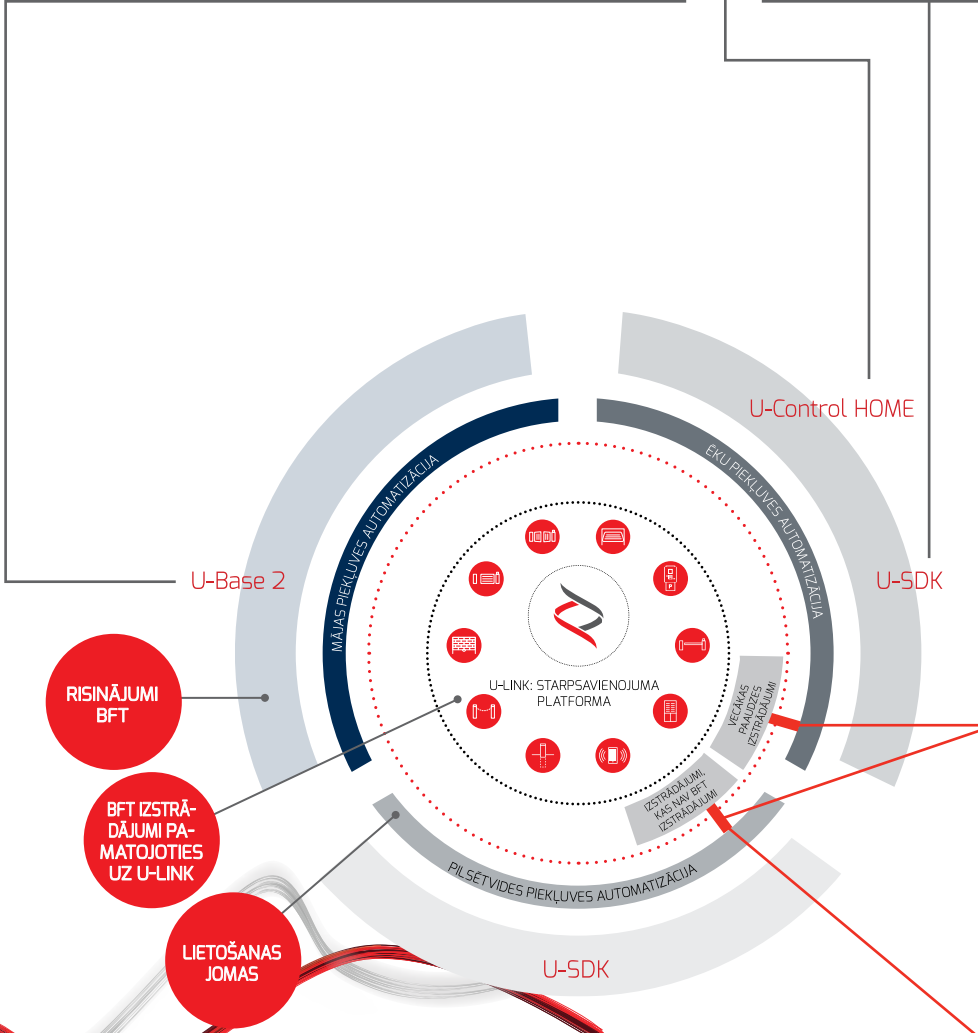 U-Control HOME
MĀJAS PIEKĻUVES AUTOMATIZĀCIJA
ĒKU PIEKĻUVES AUTOMATIZĀCIJA
U-Base 2
U-SDK
RISINĀJUMI
BFT
U-LINK: STARPSAVIENOJUMA
PLATFORMA
VECĀKAS
PAAUDZES
IZSTRĀDĀJUMI
P
IZSTRĀDĀJUMI,
KAS NAV BFT
IZSTRĀDĀJUMI
BFT IZSTRĀ-
DĀJUMI PA-
MATOJOTIES
UZ U-LINK
PILSĒTVIDES PIEKĻUVES AUTOMATIZĀCIJA
LIETOŠANAS
JOMAS
U-SDK